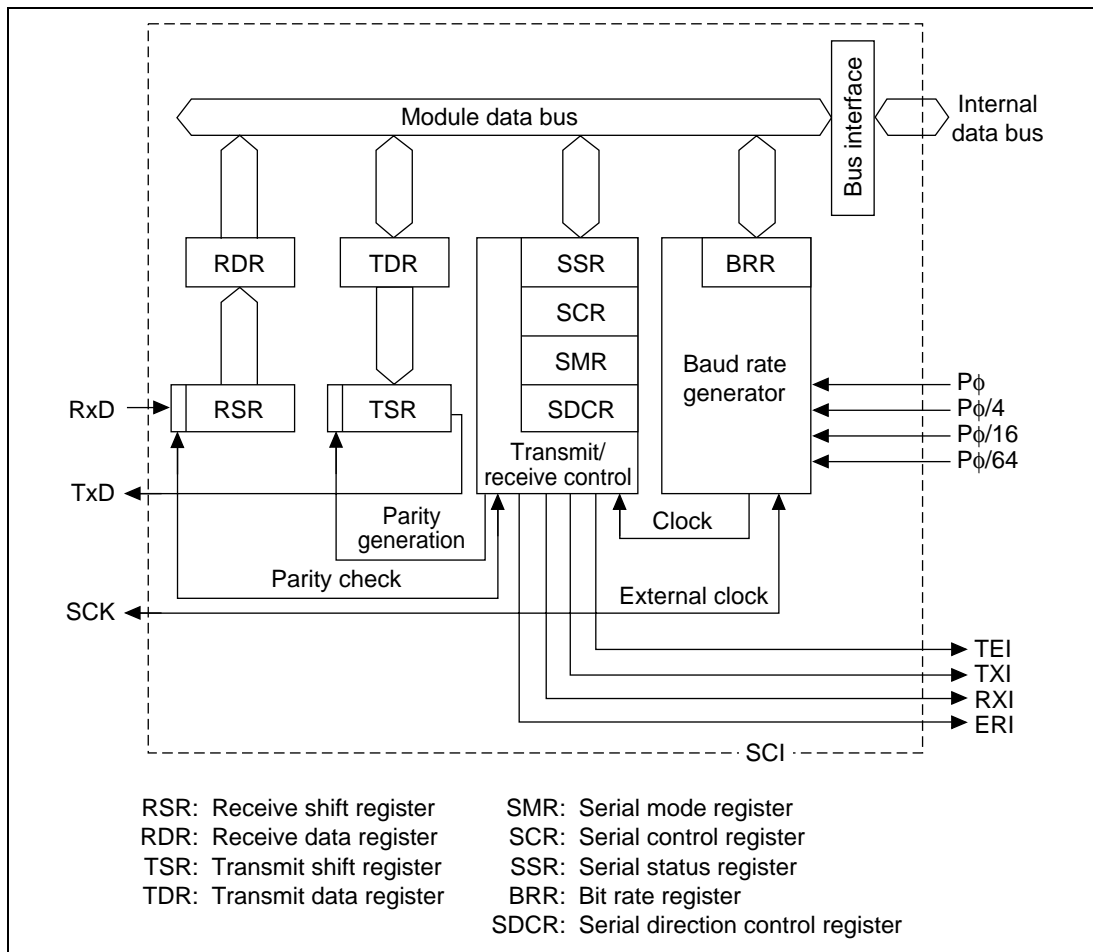 Module data bus
Bus interface
Internal
data bus
RDR
TDR
SSR
BRR
SCR
SMR
Baud rate
generator
Pϕ
Pϕ/4
Pϕ/16
Pϕ/64
RxD
RSR
TSR
SDCR
Transmit/
receive control
TxD
Parity
generation
Clock
Parity check
SCK
External clock
TEI
TXI
RXI
ERI
SCI
RSR: Receive shift register
RDR: Receive data register
TSR: Transmit shift register
TDR: Transmit data register
SMR: Serial mode register
SCR: Serial control register
SSR: Serial status register
BRR: Bit rate register
SDCR: Serial direction control register